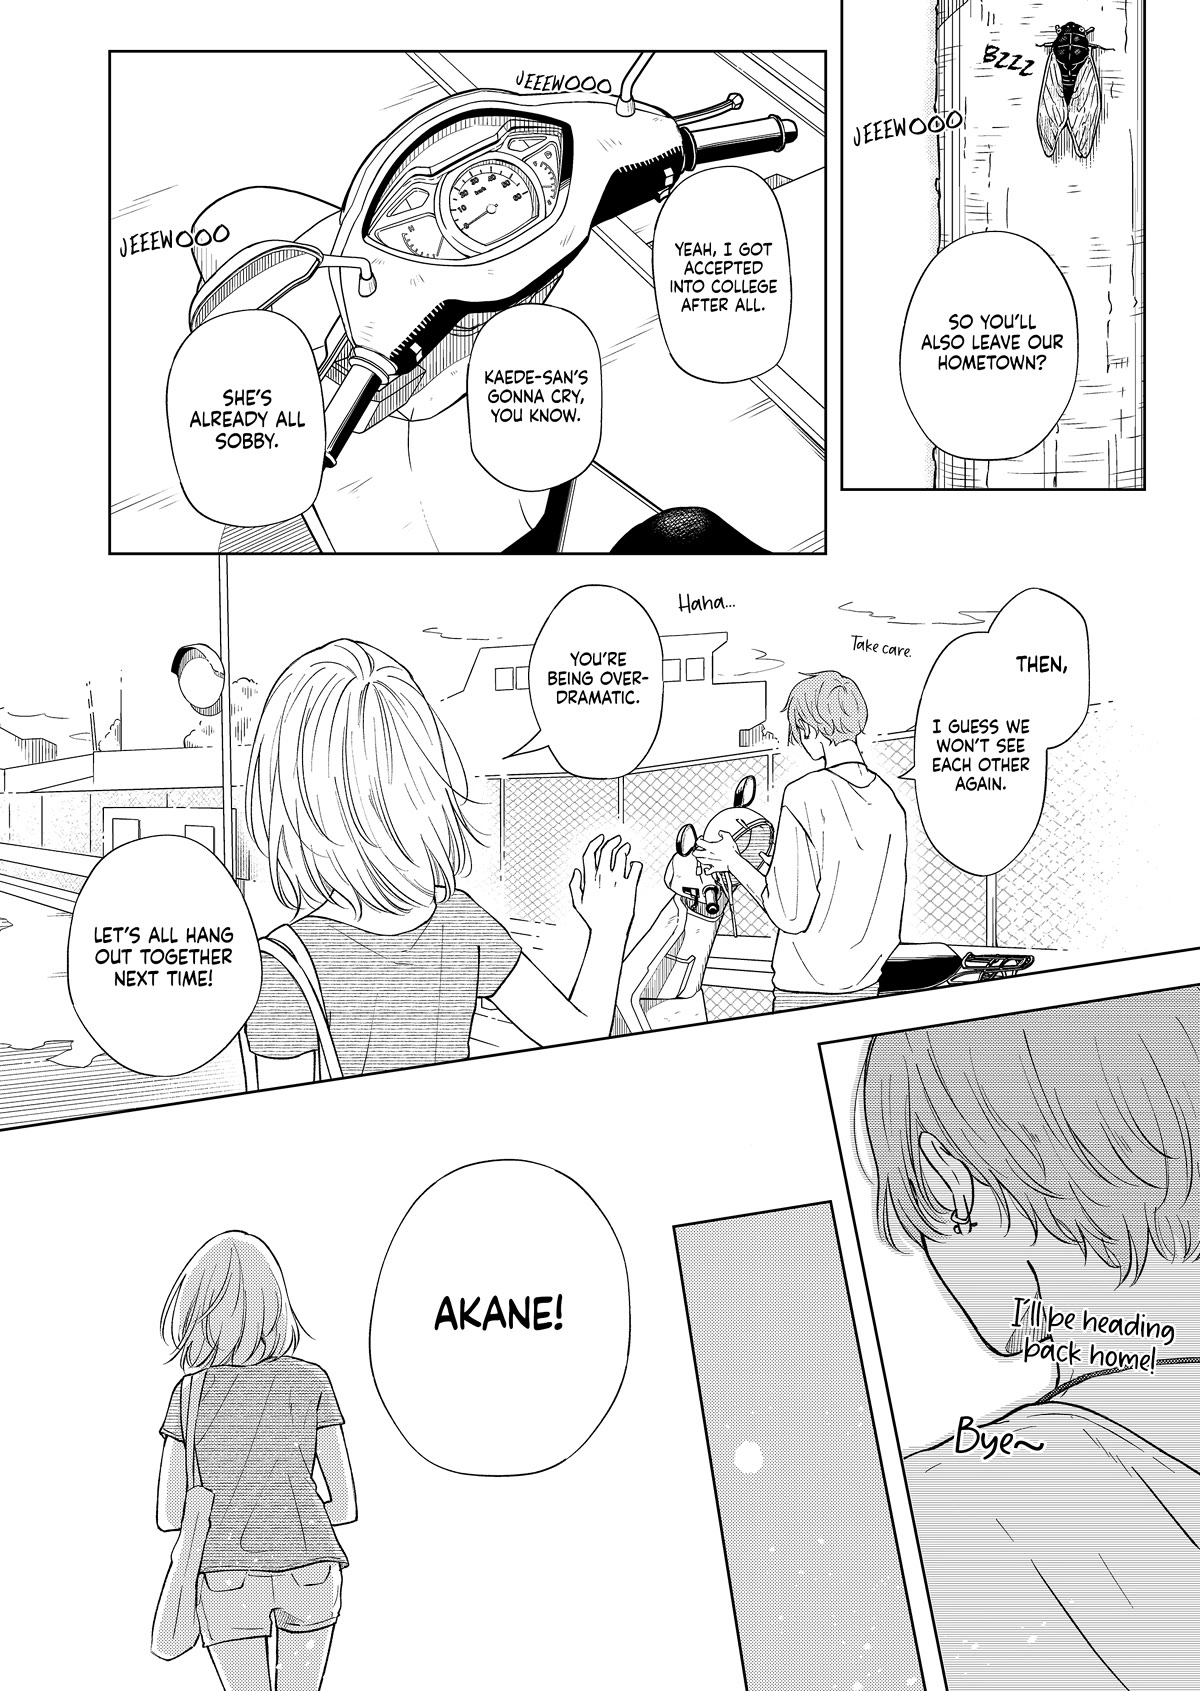 BZZZ
JEEEWOOO
SO YOU'LL
ALSO LEAVE OUR
HOMETOWN?
JEEEWOOO
YEAH, I GOT
ACCEPTED
INTO COLLEGE
AFTER ALL.
KAEDE-SAN'S
GONNA CRY,
YOU KNOW.
JEEEWOOO
SHE'S
ALREADY ALL
SOBBY.
THEN,
I GUESS WE
WON'T SEE
EACH OTHER
AGAIN.
Take care.
Haha...
YOU'RE
BEING OVER-
DRAMATIC.
LET'S ALL HANG
OUT TOGETHER
NEXT TIME!
I'll be heading
back home!
Bye~
AKANE!